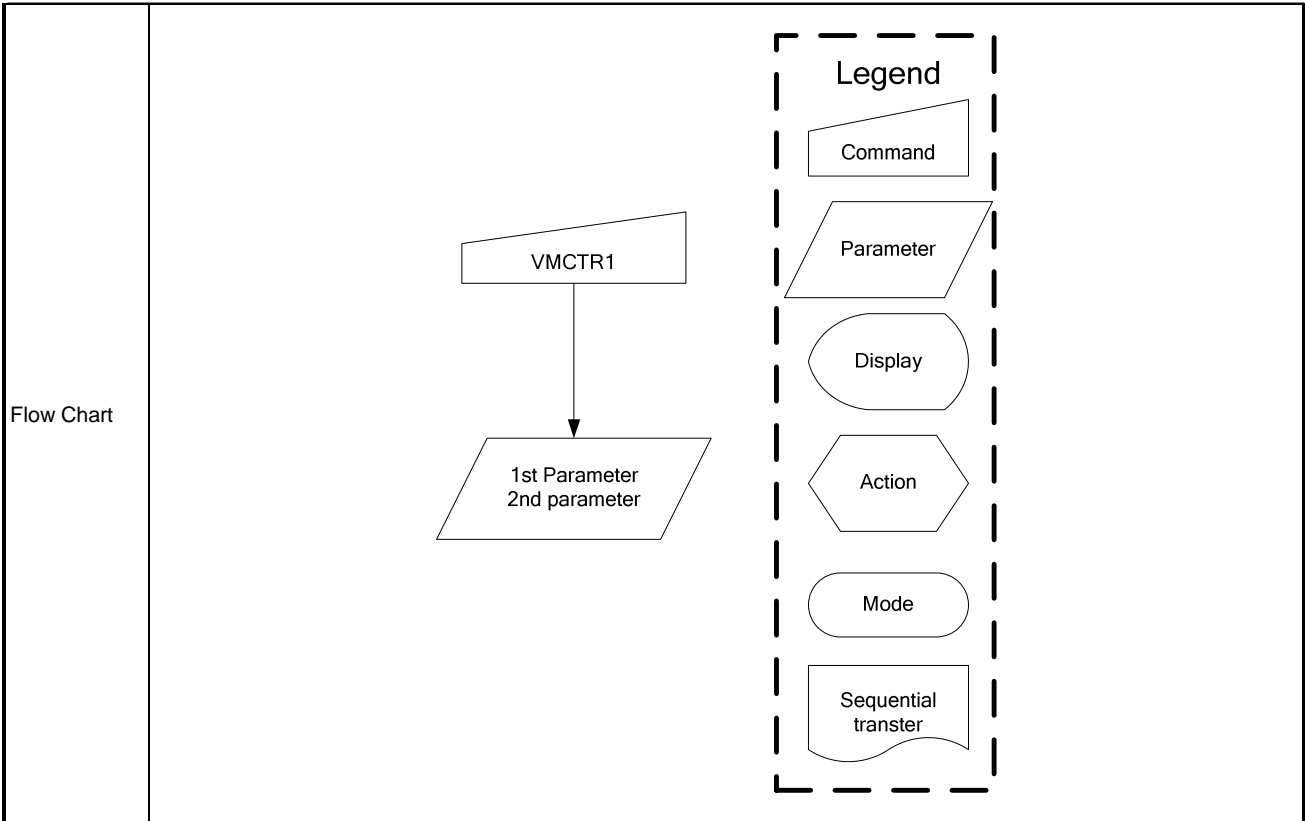 Flow Chart
VMCTR1
1st Parameter
2nd parameter
Legend
Command
Parameter
Display
Action
Mode
Sequential
transter